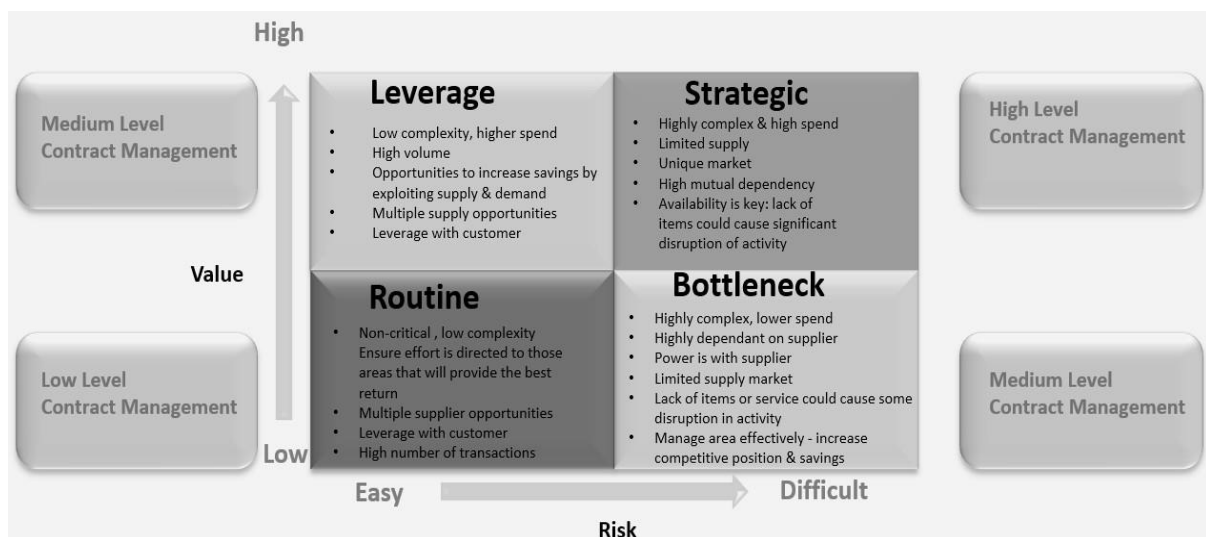 High
Medium Level
Contract Management
Leverage
• Low complexity, higher spend
• High volume
• Opportunities to increase savings by
exploiting supply & demand
• Multiple supply opportunities
• Leverage with customer
Strategic
• Highly complex & high spend
• Limited supply
• Unique market
• High mutual dependency
• Availability is key: lack of
items could cause significant
disruption of activity
High Level
Contract Management
Value
Low Level
Contract Management
Routine
• Non-critical , low complexity
Ensure effort is directed to those
areas that will provide the best
return
• Multiple supplier opportunities
• Leverage with customer
• High number of transactions
Bottleneck
• Highly complex, lower spend
• Highly dependant on supplier
• Power is with supplier
• Limited supply market
• Lack of items or service could cause some
disruption in activity
• Manage area effectively - increase
competitive position & savings
Medium Level
Contract Management
Low
Easy
Difficult
Risk